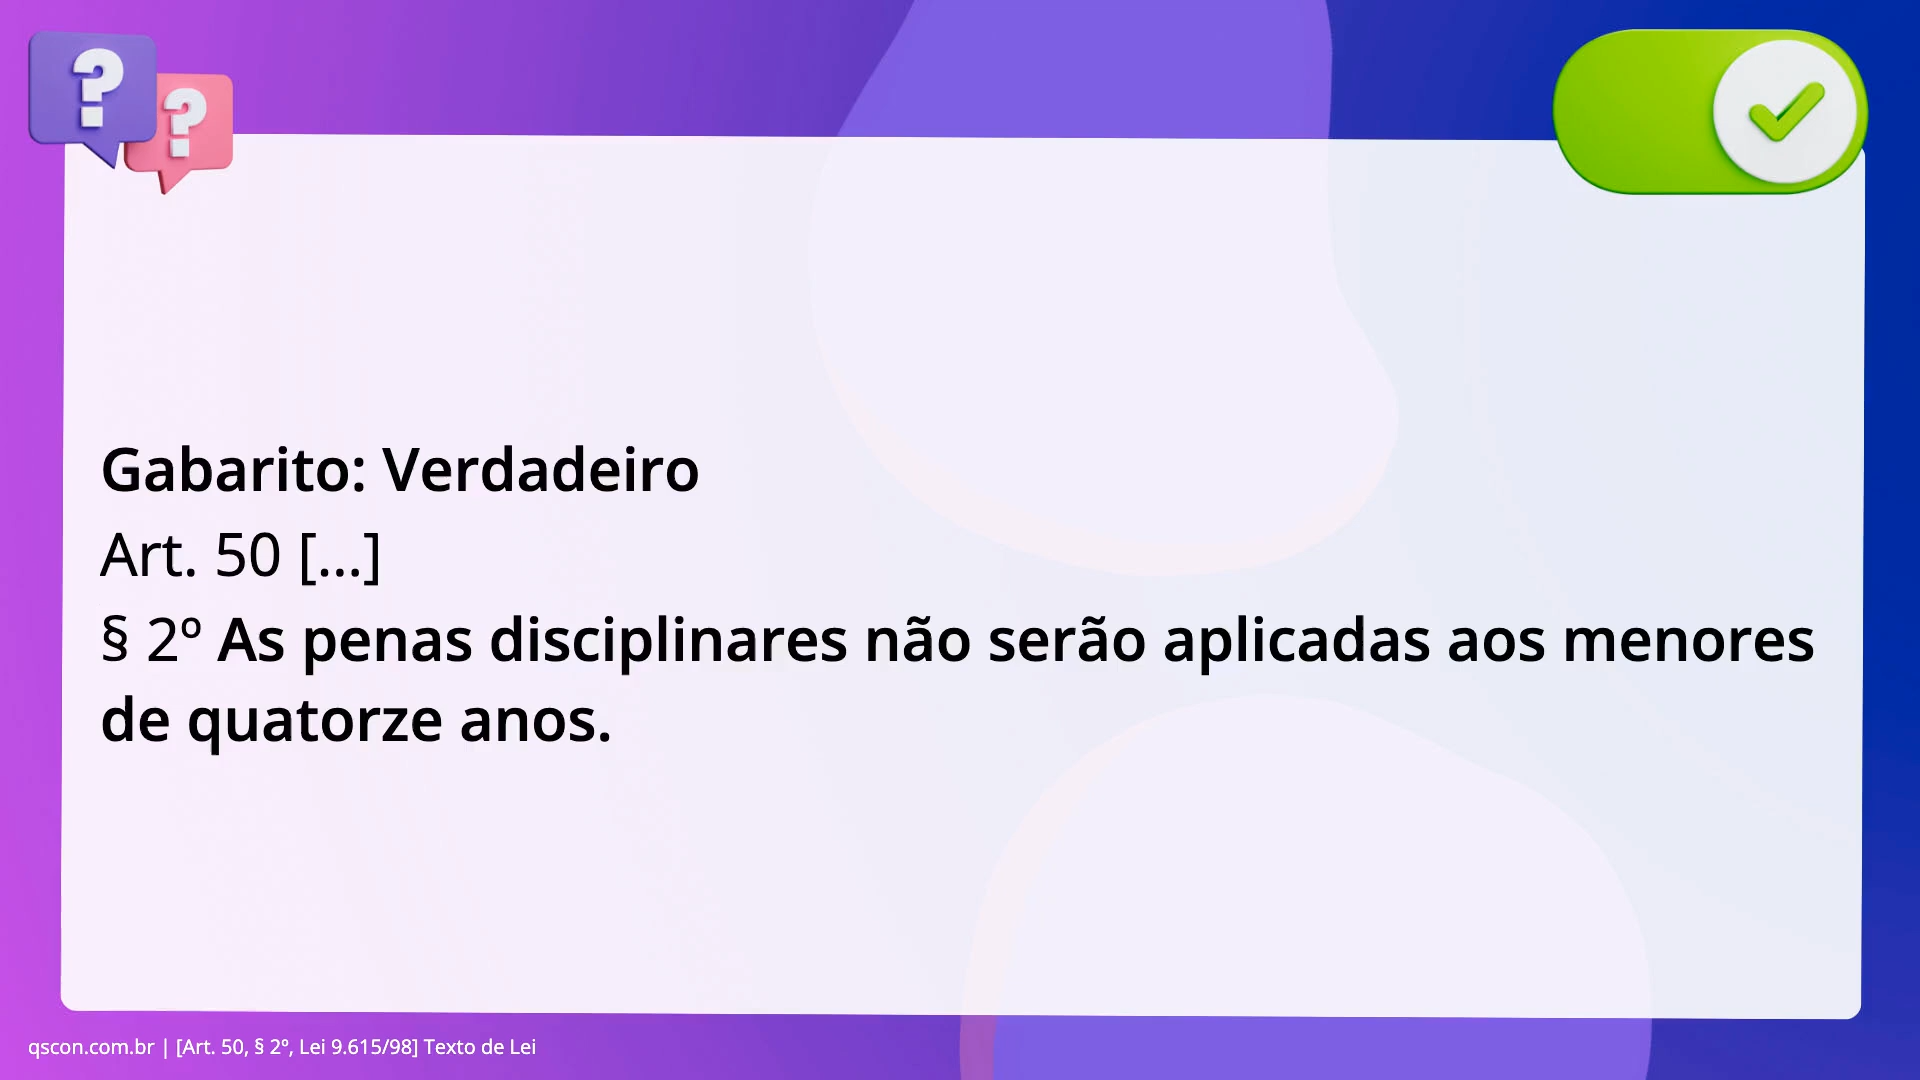 Gabarito: Verdadeiro
Art. 50 [...]
§ 2º As penas disciplinares não serão aplicadas aos menores
de quatorze anos.
qscon.com.br | [Art. 50, § 2º, Lei 9.615/98] Texto de Lei